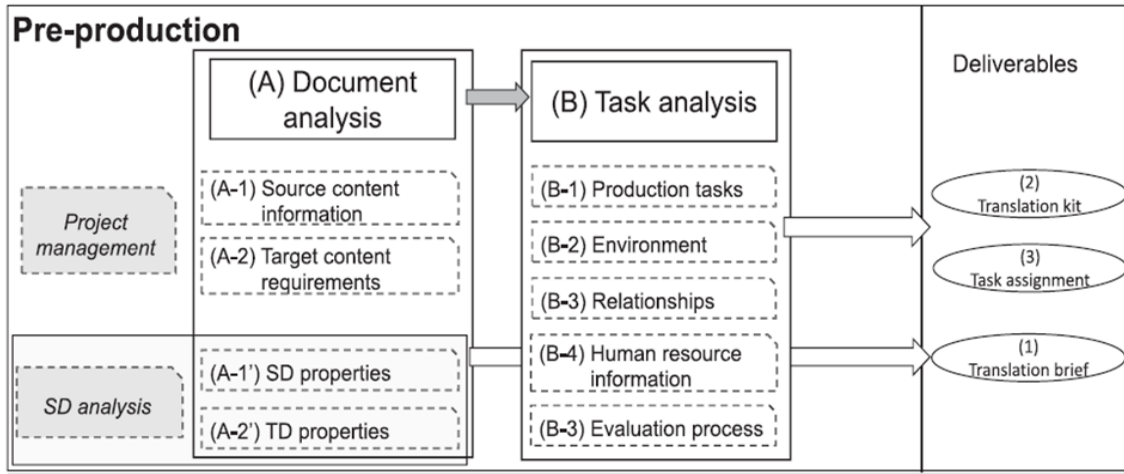 Pre-production
(A) Document
analysis
(B) Task analysis
Deliverables
Project
management
(A-1) Source content
information
(A-2) Target content
requirements
(B-1) Production tasks
(B-2) Environment
(B-3) Relationships
(B-4) Human resource
information
(B-3) Evaluation process
(2)
Translation kit
(3)
Task assignment
(1)
Translation brief
SD analysis
(A-1') SD properties
(A-2') TD properties